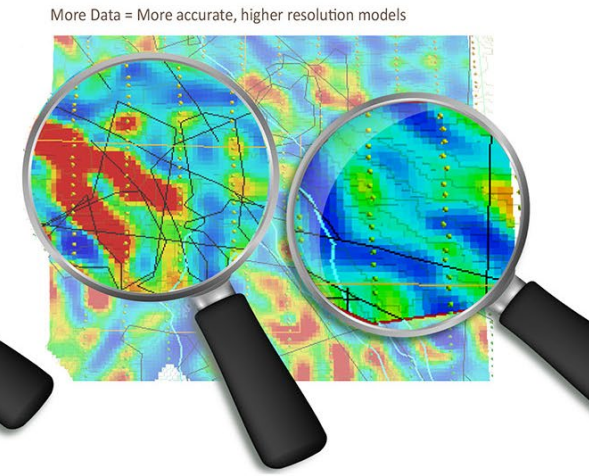 More Data = More accurate, higher resolution models